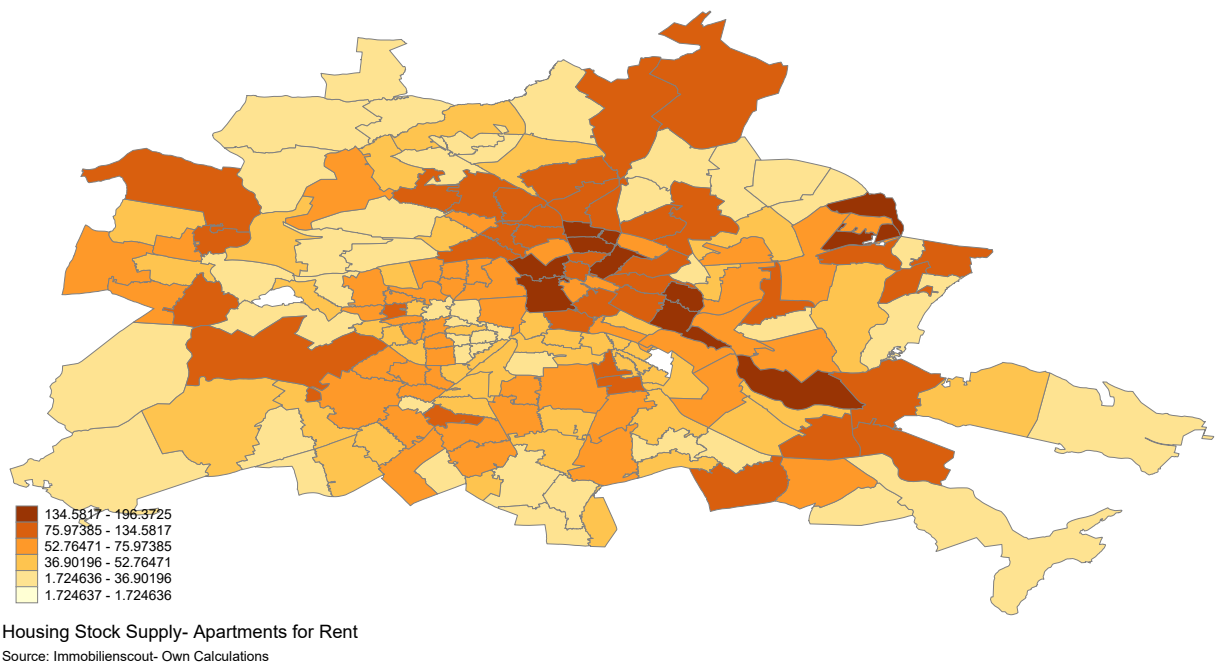 134.5817 - 196.3725
75.97385 - 134.5817
52.76471 - 75.97385
36.90196 - 52.76471
1.724636 - 36.90196
1.724637 - 1.724636
Housing Stock Supply- Apartments for Rent
Source: Immobilienscout- Own Calculations